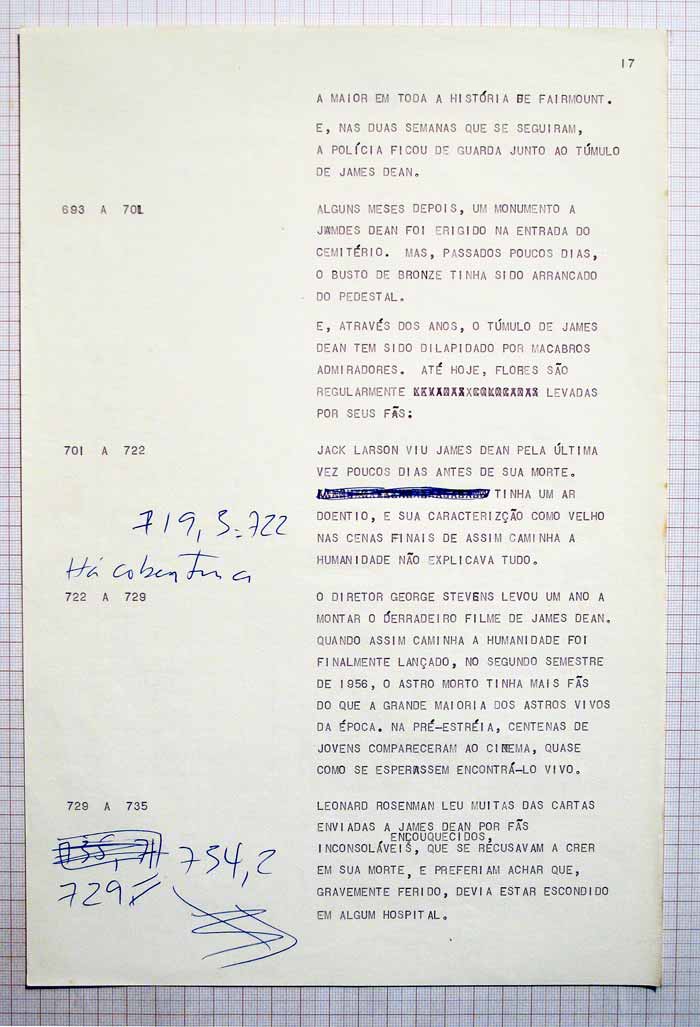 17
A MAIOR EM TODA A HISTÓRIA DE FAIRMOUNT.
E, NAS DUAS SEMANAS QUE SE SEGUIRAM,
A POLÍCIA FICOU DE GUARDA JUNTO AO TÚMULO
DE JAMES DEAN.
693 A 701
ALGUNS MESES DEPOIS, UM MONUMENTO A
JAMDES DEAN FOI ERIGIDO NA ENTRADA DO
CEMITÉRIO. MAS, PASSADOS POUCOS DIAS,
O BUSTO DE BRONZE TINHA SIDO ARRANCADO
DO PEDESTAL.
E, ATRAVÉS DOS ANOS, O TÚMULO DE JAMES
DEAN TEM SIDO DILAPIDADO POR MACABROS
ADMIRADORES. ATÉ HOJE, FLORES SÃO
REGULARMENTE LEVADAS
POR SEUS FÃS:
701 A 722
JACK LARSON VIU JAMES DEAN PELA ÚLTIMA
VEZ POUCOS DIAS ANTES DE SUA MORTE.
TINHA UM AR
DOENTIO, E SUA CARACTERIZÇÃO COMO VELHO
NAS CENAS FINAIS DE ASSIM CAMINHA A
HUMANIDADE NÃO EXPLICAVA TUDO.
719, 3-722
Há cobertura
722 A 729
O DIRETOR GEORGE STEVENS LEVOU UM ANO A
MONTAR O DERRADEIRO FILME DE JAMES DEAN.
QUANDO ASSIM CAMINHA A HUMANIDADE FOI
FINALMENTE LANÇADO, NO SEGUNDO SEMESTRE
DE 1956, O ASTRO MORTO TINHA MAIS FÃS
DO QUE A GRANDE MAIORIA DOS ASTROS VIVOS
DA ÉPOCA. NA PRÉ-ESTRÉIA, CENTENAS DE
JOVENS COMPARECERAM AO CINEMA, QUASE
COMO SE ESPERASSEM ENCONTRÁ-LO VIVO.
729 A 735
LEONARD ROSENMAN LEU MUITAS DAS CARTAS
ENVIADAS A JAMES DEAN POR FÃS
ENCOUQUECIDOS,
INCONSOLÁVEIS, QUE SE RECUSAVAM A CRER
EM SUA MORTE, E PREFERIAM ACHAR QUE,
GRAVEMENTE FERIDO, DEVIA ESTAR ESCONDIDO
EM ALGUM HOSPITAL.
734,2
729